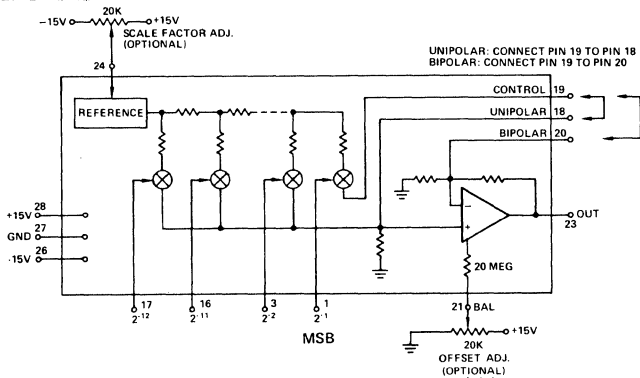 20K
-15V
+15V
SCALE FACTOR ADJ.
(OPTIONAL)
24
UNIPOLAR: CONNECT PIN 19 TO PIN 18
BIPOLAR: CONNECT PIN 19 TO PIN 20
CONTROL 19
UNIPOLAR 18
BIPOLAR 20
REFERENCE
-
+
OUT
23
28
+15V
27
GND
26
-15V
20 MEG
17
2-12
16
2-11
3
2-2
1
2-1
MSB
21 BAL
+15V
20K
OFFSET ADJ.
(OPTIONAL)